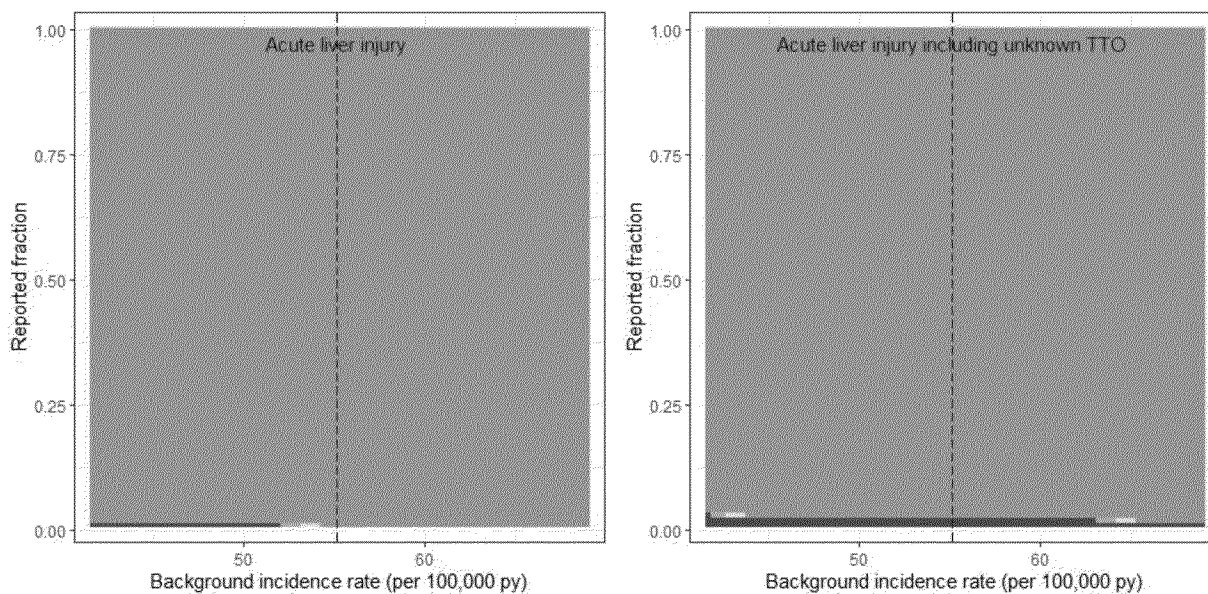 Acute liver injury
1.00
0.75
0.50
0.25
0.00
Reported fraction
50
60
Background incidence rate (per 100,000 py)
Acute liver injury including unknown TTO
1.00
0.75
0.50
0.25
0.00
Reported fraction
50
60
Background incidence rate (per 100,000 py)